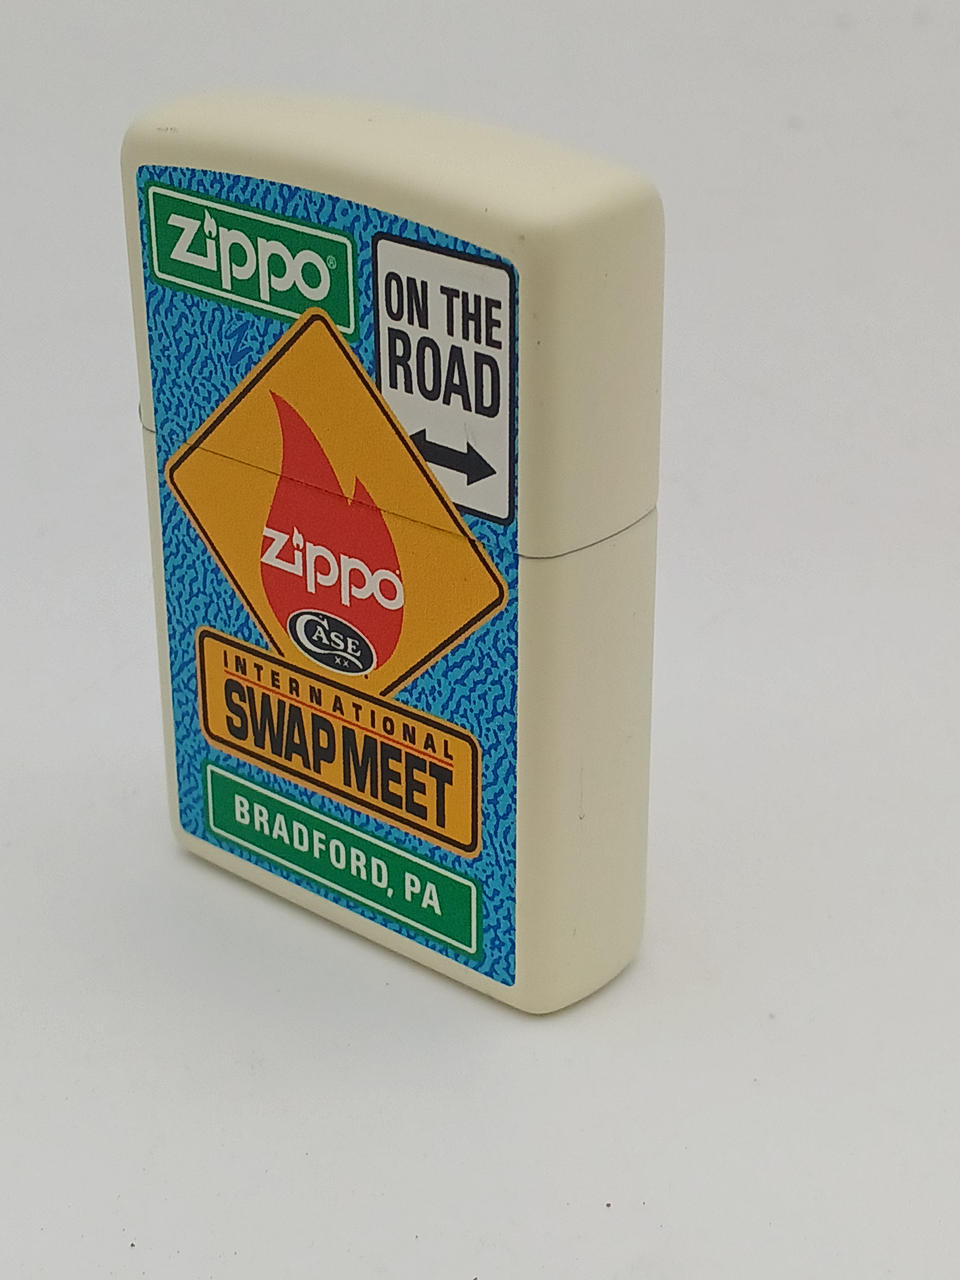 Zippo®
ON THE
ROAD
Zippo
CASE
XX
INTERNATIONAL
SWAP MEET
BRADFORD, PA